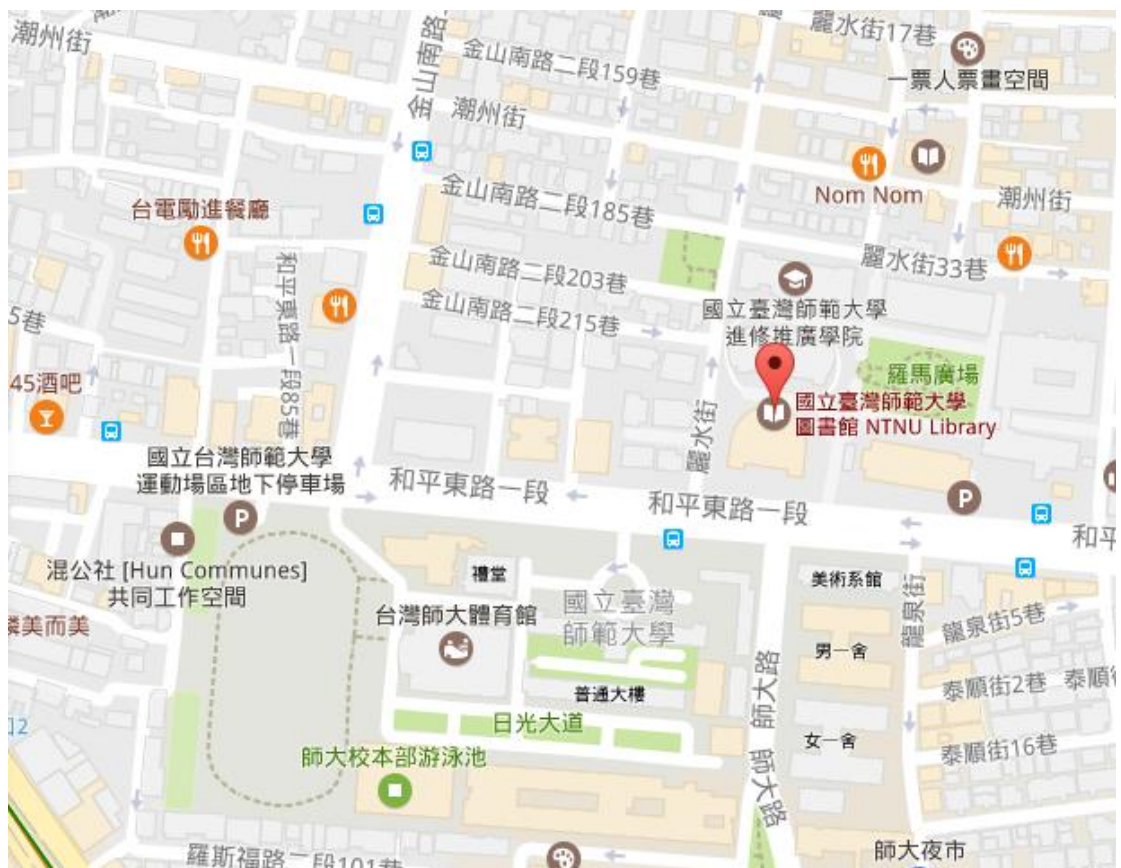 潮州街
金山南路
麗水街17巷
金山南路二段159巷
一票人票畫空間
潮州街
Nom Nom
金山南路二段185巷
潮州街
台電勵進餐廳
麗水街33巷
和平東路一段85巷
金山南路二段203巷
金山南路二段215巷
國立臺灣師範大學
進修推廣學院
5巷
羅馬廣場
45酒吧
國立臺灣師範大學
圖書館 NTNU Library
麗水街
國立台灣師範大學
運動場區地下停車場
P
和平東路一段
和平東路一段
P
和平
混公社 [Hun Communes]
共同工作空間
禮堂
國立臺灣
師範大學
美術系館
龍泉街
台灣師大體育館
龍泉街5巷
美而美
男一舍
師大路
普通大樓
泰順街2巷
泰順街
日光大道
女一舍
泰順街16巷
師大校本部游泳池
師大路
羅斯福路二段101巷
師大夜市